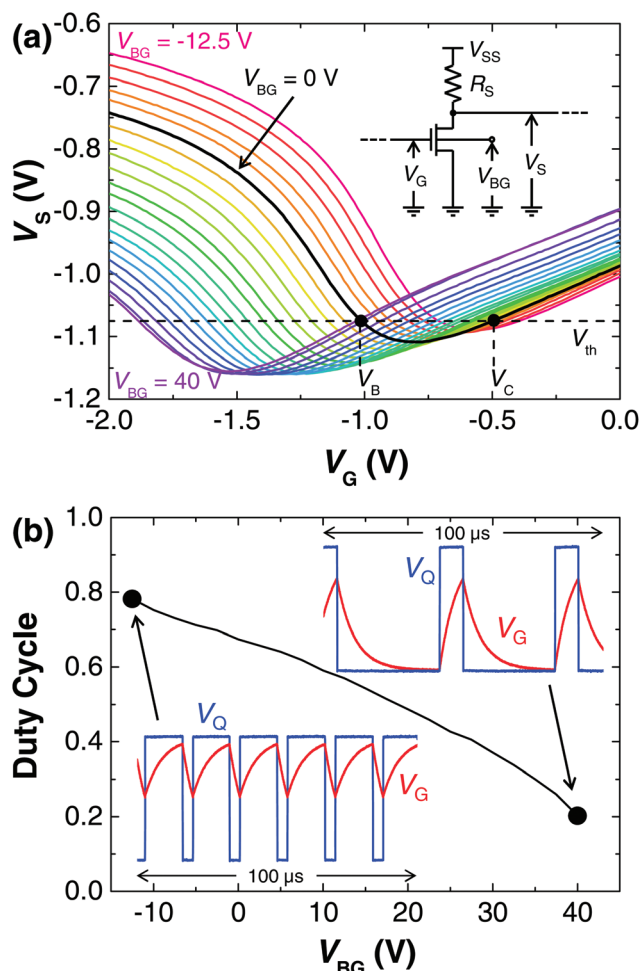 (a)
V_BG = -12.5 V
V_BG = 0 V
V_SS
R_S
V_G
V_BG
V_S
V_th
V_B
V_C
V_BG = 40 V
-0.6
-0.7
-0.8
-0.9
-1.0
-1.1
-1.2
V_S (V)
-2.0 -1.5 -1.0 -0.5 0.0
V_G (V)
(b)
1.0
0.8
0.6
0.4
0.2
0.0
Duty Cycle
100 µs
V_Q
V_G
V_Q
V_G
100 µs
-10 0 10 20 30 40
V_BG (V)